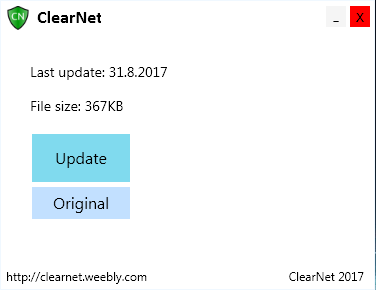 CN ClearNet _ X
Last update: 31.8.2017
File size: 367KB
Update
Original
http://clearnet.weebly.com ClearNet 2017